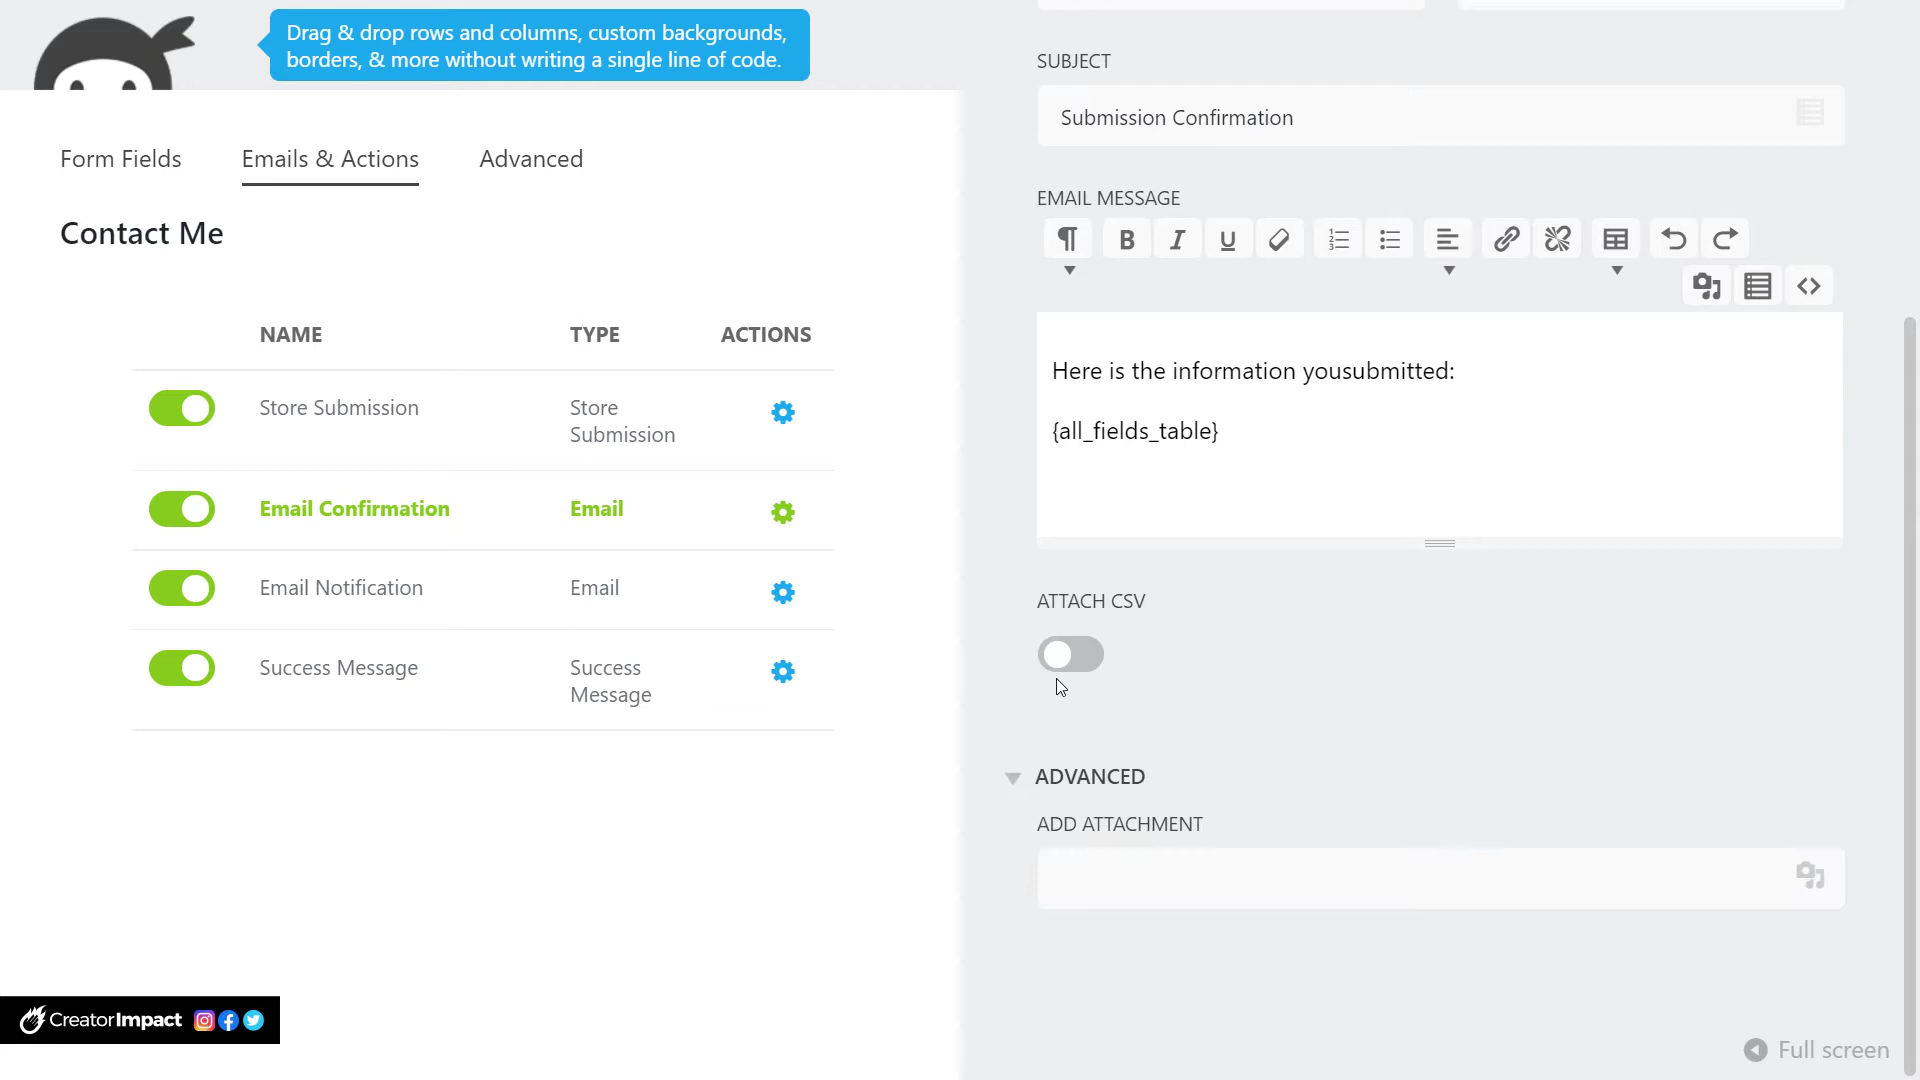 Drag & drop rows and columns, custom backgrounds,
borders, & more without writing a single line of code.
Form Fields
Emails & Actions
Advanced
Contact Me
NAME
TYPE
ACTIONS
Store Submission
Store
Submission
Email Confirmation
Email
Email Notification
Email
Success Message
Success
Message
CreatorImpact
SUBJECT
Submission Confirmation
EMAIL MESSAGE
Here is the information yousubmitted:
{all_fields_table}
ATTACH CSV
ADVANCED
ADD ATTACHMENT
Full screen